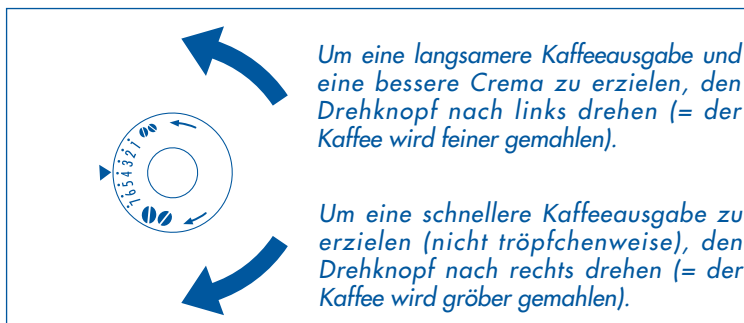 Um eine langsamere Kaffeeausgabe und
eine bessere Crema zu erzielen, den
Drehknopf nach links drehen (= der
Kaffee wird feiner gemahlen).
7654321
Um eine schnellere Kaffeeausgabe zu
erzielen (nicht tröpfchenweise), den
Drehknopf nach rechts drehen (= der
Kaffee wird gröber gemahlen).